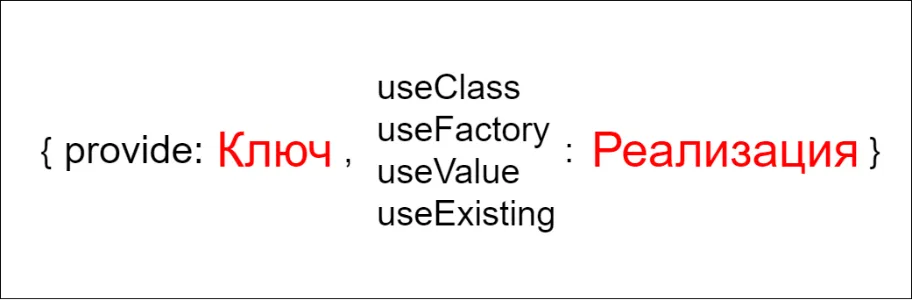 useClass
{ provide: Ключ , useFactory : Реализация }
useValue
useExisting